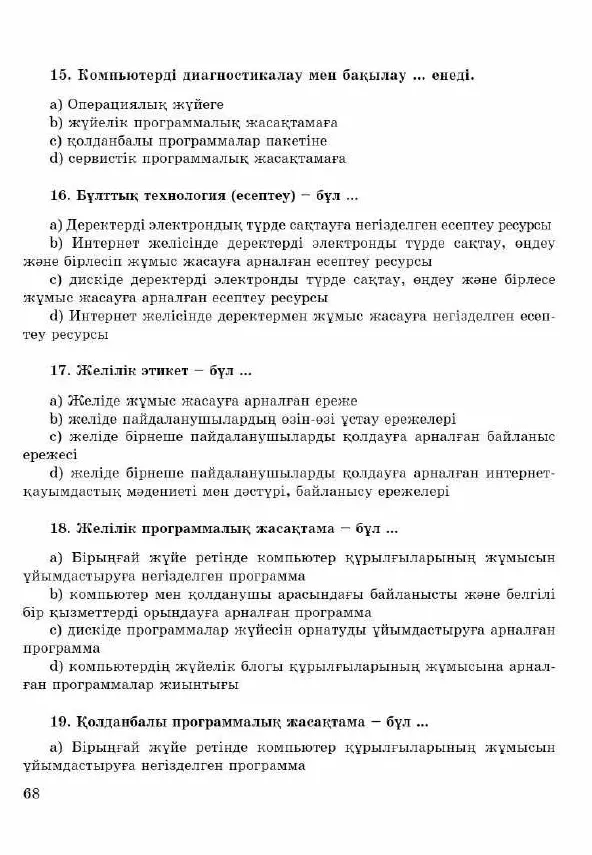 15. Компьютерді диагностикалау мен бақылау ... енеді.
a) Операциялық жүйеге
b) жүйелік программалық жасақтамаға
c) қолданбалы программалар пакетіне
d) сервистік программалық жасақтамаға
16. Бұлттық технология (есептеу) – бұл ...
a) Деректерді электрондық түрде сақтауға негізделген есептеу ресурсы
b) Интернет желісінде деректерді электронды түрде сақтау, өңдеу
және бірлесіп жұмыс жасауға арналған есептеу ресурсы
c) дискіде деректерді электронды түрде сақтау, өңдеу және бірлесе
жұмыс жасауға арналған есептеу ресурсы
d) Интернет желісінде деректермен жұмыс жасауға негізделген есеп-
теу ресурсы
17. Желілік этикет – бұл ...
a) Желіде жұмыс жасауға арналған ереже
b) желіде пайдаланушылардың өзін-өзі ұстау ережелері
c) желіде бірнеше пайдаланушыларды қолдауға арналған байланыс
ережесі
d) желіде бірнеше пайдаланушыларды қолдауға арналған интернет-
қауымдастық мәдениеті мен дәстүрі, байланысу ережелері
18. Желілік программалық жасақтама – бұл ...
a) Бірыңғай жүйе ретінде компьютер құрылғыларының жұмысын
ұйымдастыруға негізделген программа
b) компьютер мен қолданушы арасындағы байланысты және белгілі
бір қызметтерді орындауға арналған программа
c) дискіде программалар жүйесін орнатуды ұйымдастыруға арналған
программа
d) компьютердің жүйелік блогы құрылғыларының жұмысына арнал-
ған программалар жиынтығы
19. Қолданбалы программалық жасақтама – бұл ...
a) Бірыңғай жүйе ретінде компьютер құрылғыларының жұмысын
ұйымдастыруға негізделген программа
68